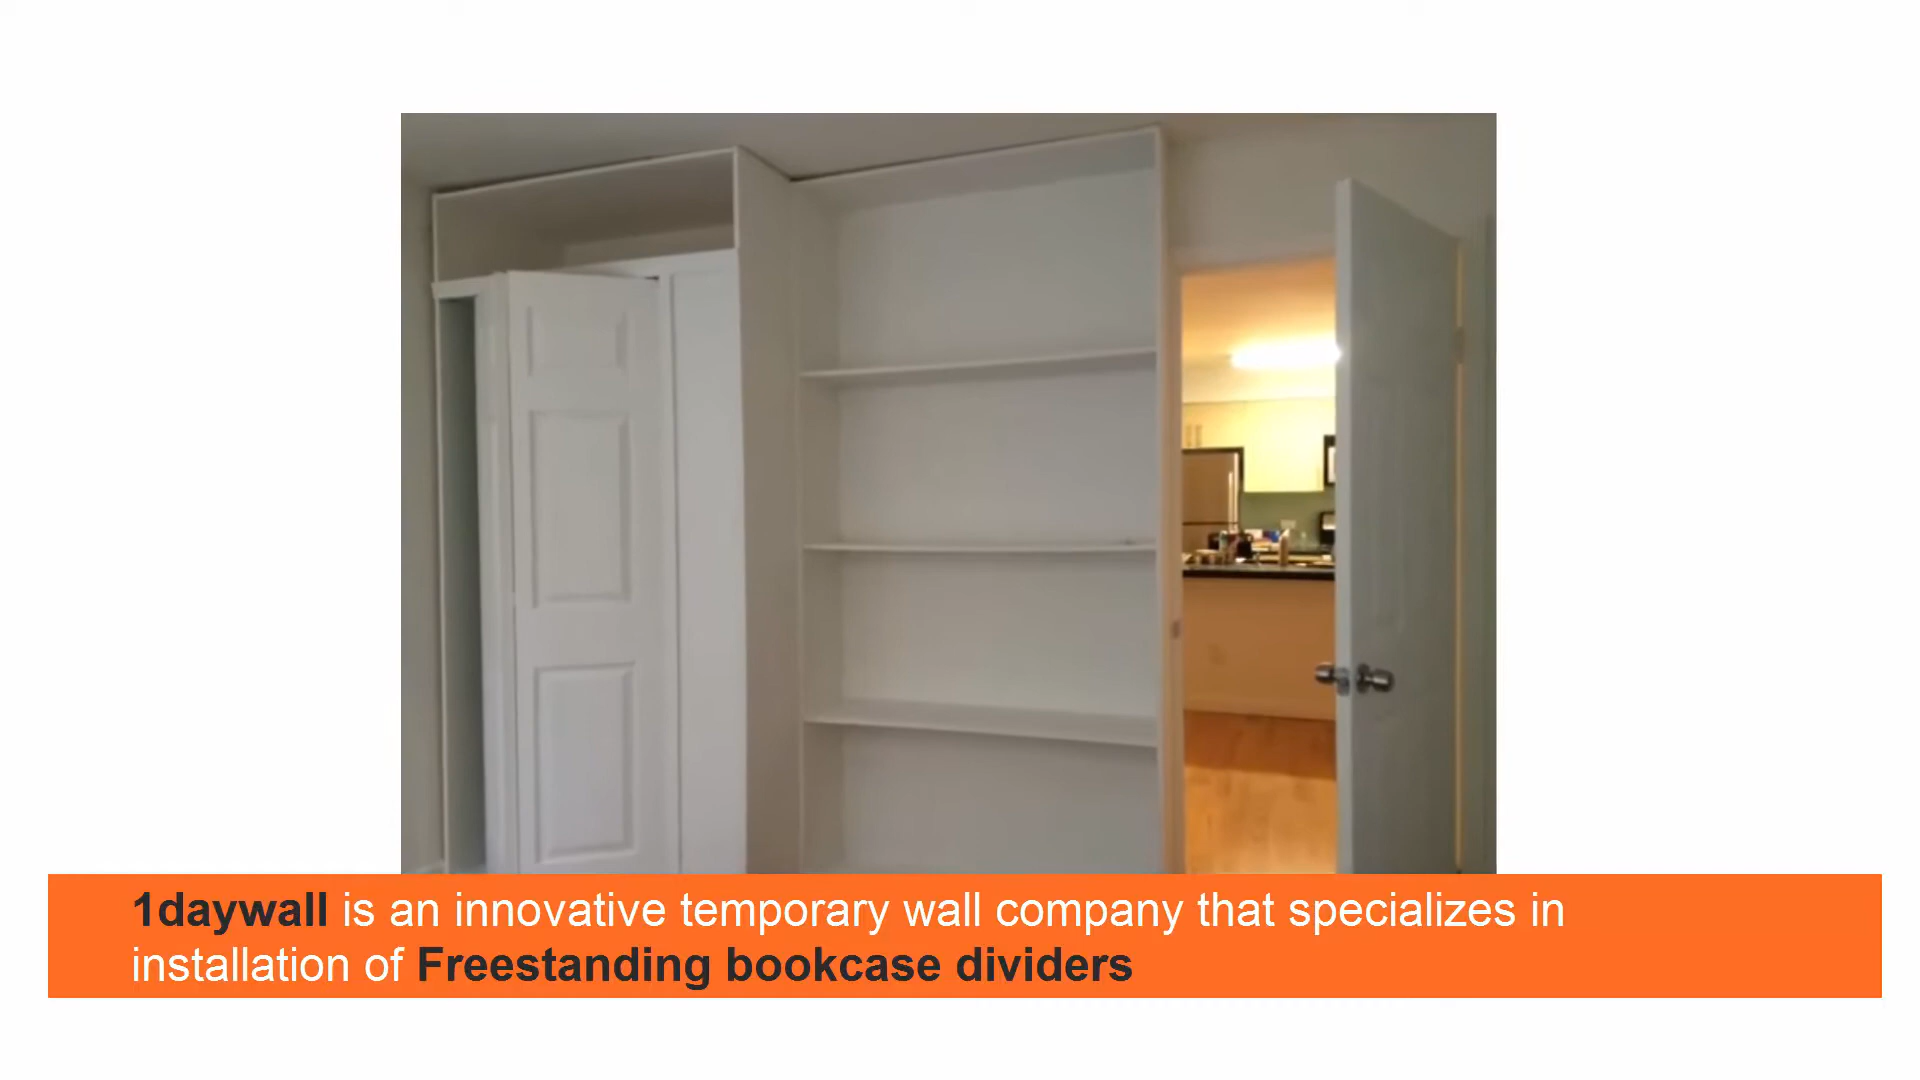 1daywall is an innovative temporary wall company that specializes in
installation of Freestanding bookcase dividers